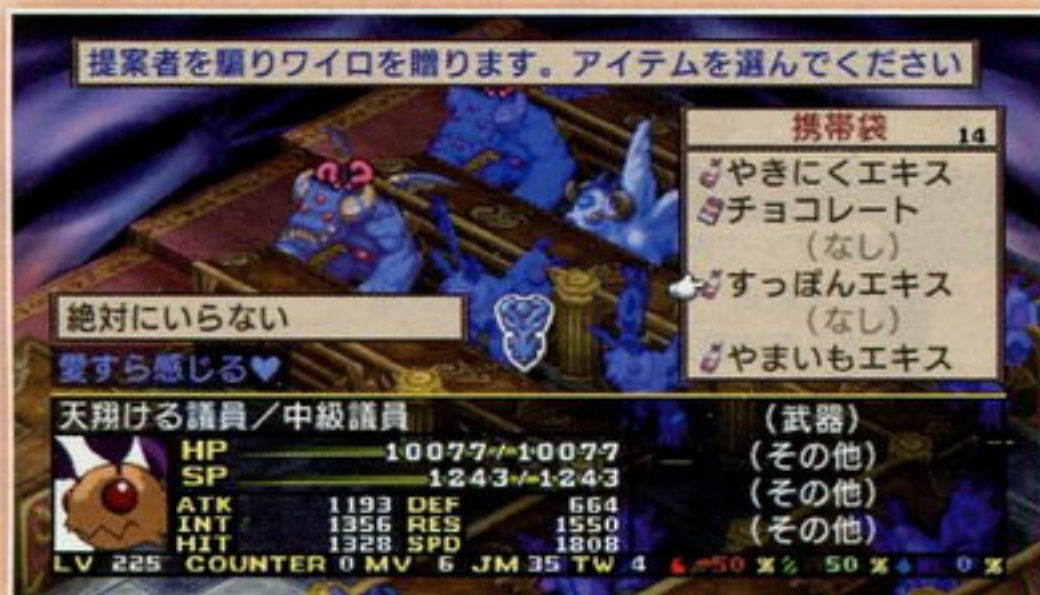 提案者を騙りワイロを贈ります。アイテムを選んでください
携帯袋 14
やきにくエキス
チョコレート
(なし)
すっぽんエキス
(なし)
やまいもエキス
絶対にいらない
愛すら感じる♥
天翔ける議員/中級議員
HP 10077/10077
SP 1243/1243
ATK 1193 DEF 664
INT 1356 RES 1550
HIT 1328 SPD 1808
(武器)
(その他)
(その他)
(その他)
LV 225 COUNTER 0 MV 6 JM 35 TW 4 -50 % 50 % 0 %